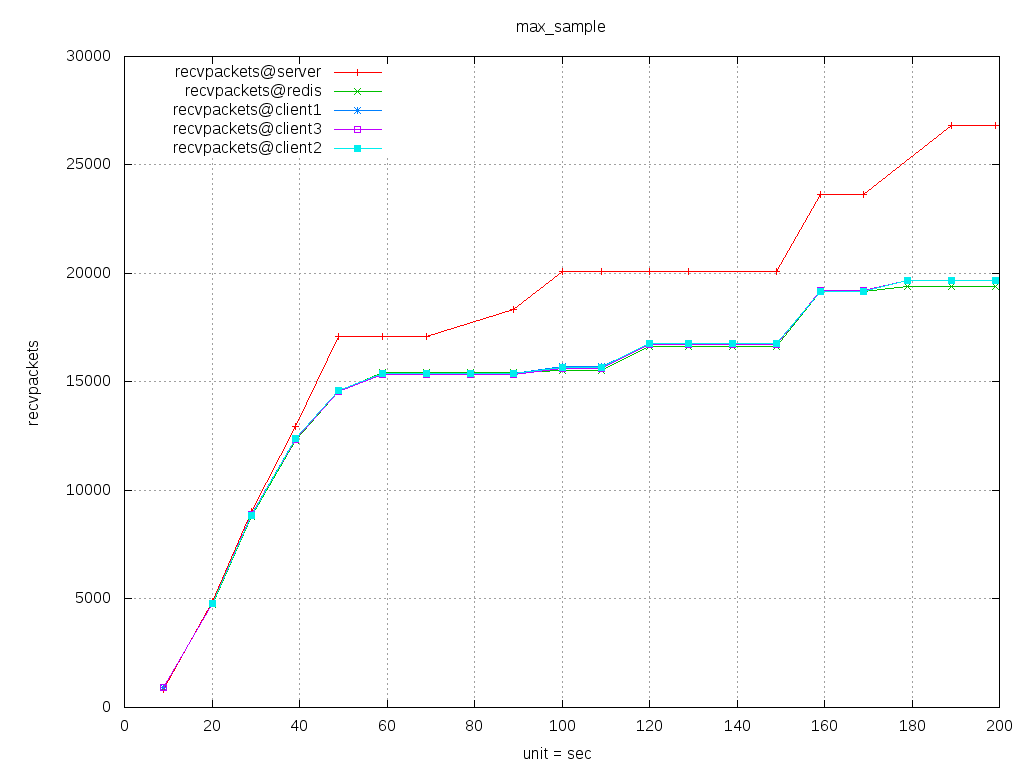 max_sample
30000
25000
20000
15000
10000
5000
0
recvpackets
recvpackets@server
recvpackets@redis
recvpackets@client1
recvpackets@client3
recvpackets@client2
0 20 40 60 80 100 120 140 160 180 200
unit = sec